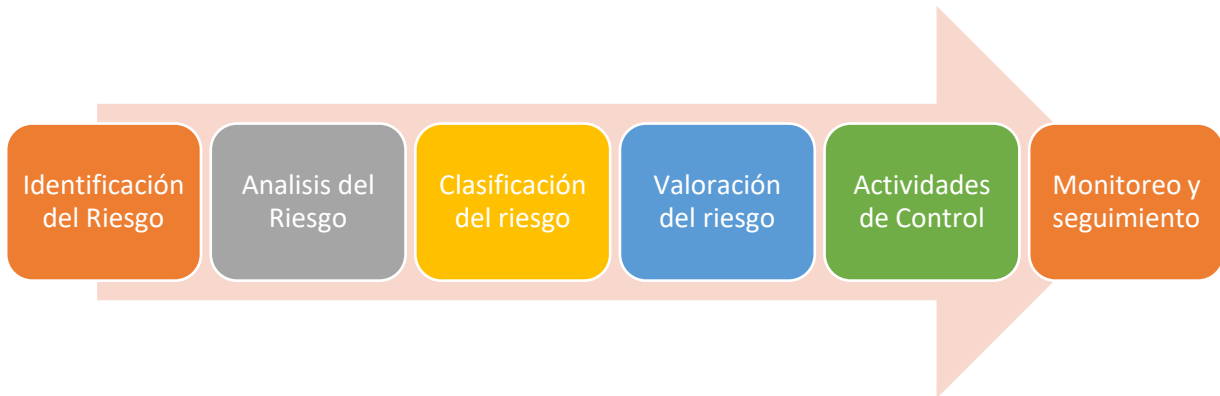 Identificación
del Riesgo
Analisis del
Riesgo
Clasificación
del riesgo
Valoración
del riesgo
Actividades
de Control
Monitoreo y
seguimiento